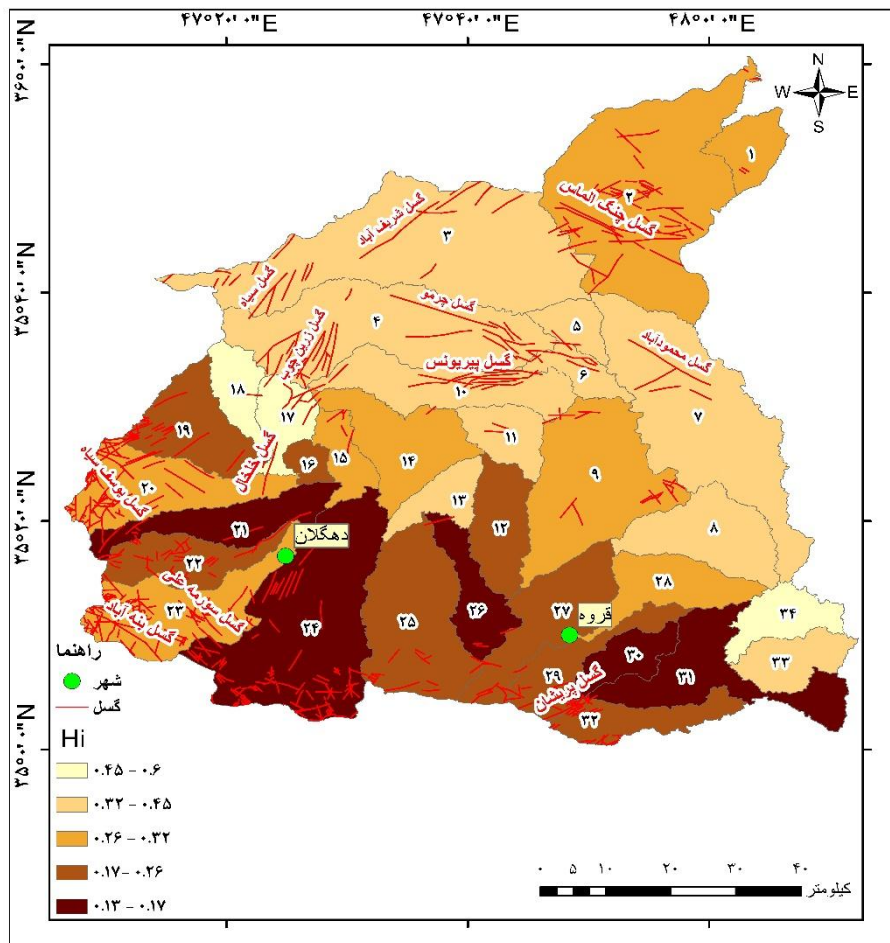 ۴۷°۲۰'۰"E ۴۷°۴۰'۰"E ۴۸°۰'۰"E
۳۶°۰'۰"N
۳۵°۴۰'۰"N
۳۵°۲۰'۰"N
۳۵°۰'۰"N
N
W E
S
۱
۲
گسل چنگ الماس
گسل شریف آباد
۳
گسل سیاه
گسل جرمو
۴
۵
گسل زرین چوب
گسل پیریونس
۶
گسل محمودآباد
۱۰
۷
۱۸
۱۷
۱۱
۱۹
گسل خلخال
۱۶
۱۵
۱۴
۹
گسل یوسف سیاه
۲۰
۱۳
۱۲
۸
۲۱
دهگلان
۲۲
۲۳
گسل سورمه علی
گسل بنه آباد
۲۴
۲۵
۲۶
۲۷
قروه
۲۸
۳۴
۳۳
۳۰
۳۱
۲۹
گسل پریشان
۳۲
راهنما
شهر
گسل
Hi
۰.۴۵ - ۰.۶
۰.۳۲ - ۰.۴۵
۰.۲۶ - ۰.۳۲
۰.۱۷- ۰.۲۶
۰.۱۳ - ۰.۱۷
۰ ۵ ۱۰ ۲۰ ۳۰ ۴۰
کیلومتر